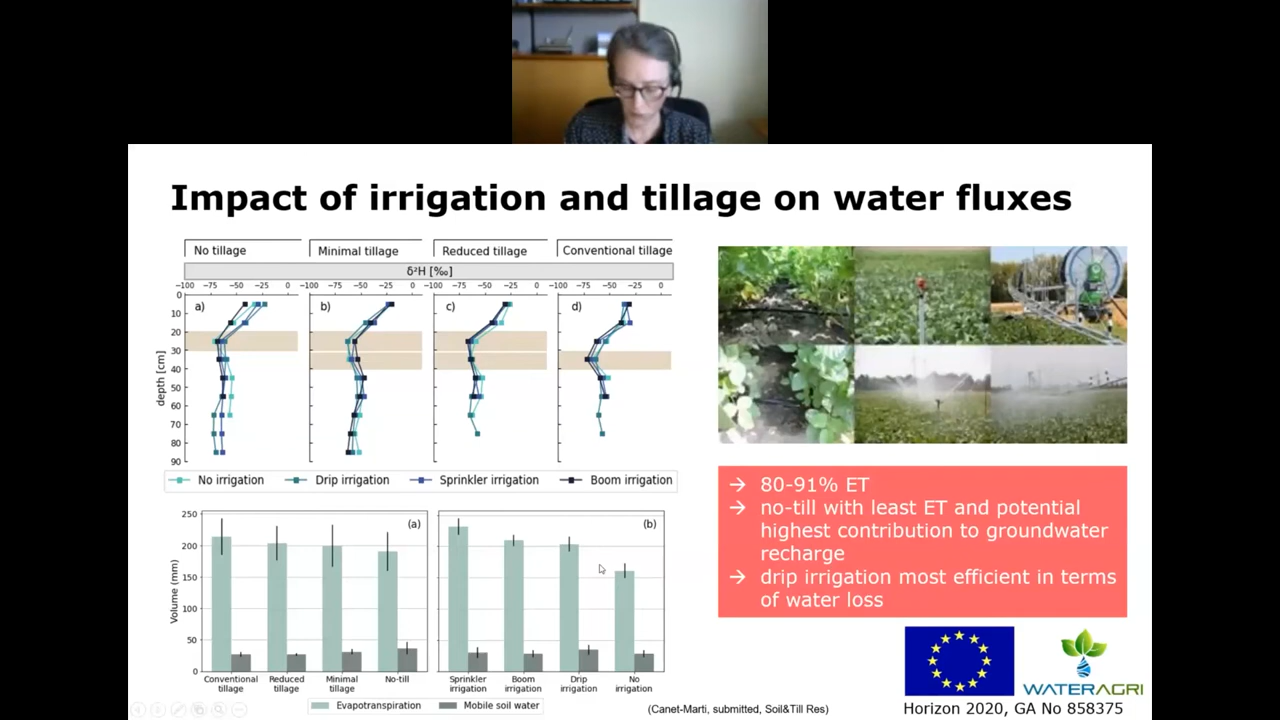 Impact of irrigation and tillage on water fluxes
No tillage
Minimal tillage
Reduced tillage
Conventional tillage
δ²H [‰]
−100 −75 −50 −25 0
−100 −75 −50 −25 0
−100 −75 −50 −25 0
−100 −75 −50 −25 0
a)
b)
c)
d)
depth [cm]
0
10
20
30
40
50
60
70
80
90
No irrigation
Drip irrigation
Sprinkler irrigation
Boom irrigation
Volume (mm)
250
200
150
100
50
0
(a)
(b)
Conventional
tillage
Reduced
tillage
Minimal
tillage
No-till
Sprinkler
irrigation
Boom
irrigation
Drip
irrigation
No
irrigation
Evapotranspiration
Mobile soil water
→ 80-91% ET
→ no-till with least ET and potential
highest contribution to groundwater
recharge
→ drip irrigation most efficient in terms
of water loss
WATERAGRI
(Canet-Marti, submitted, Soil&Till Res)
Horizon 2020, GA No 858375